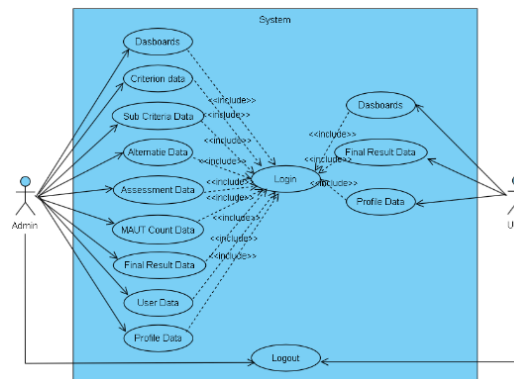 System
Dasboards
Criterion data
Sub Criteria Data
Alternatie Data
Assessment Data
MAUT Count Data
Final Result Data
User Data
Profile Data
<<include>>
<<include>>
<<include>>
<<include>>
<<include>>
<<include>>
<<include>>
<<include>>
<<include>>
Login
<<include>>
<<include>>
<<include>>
Dasboards
Final Result Data
Profile Data
Logout
Admin
U